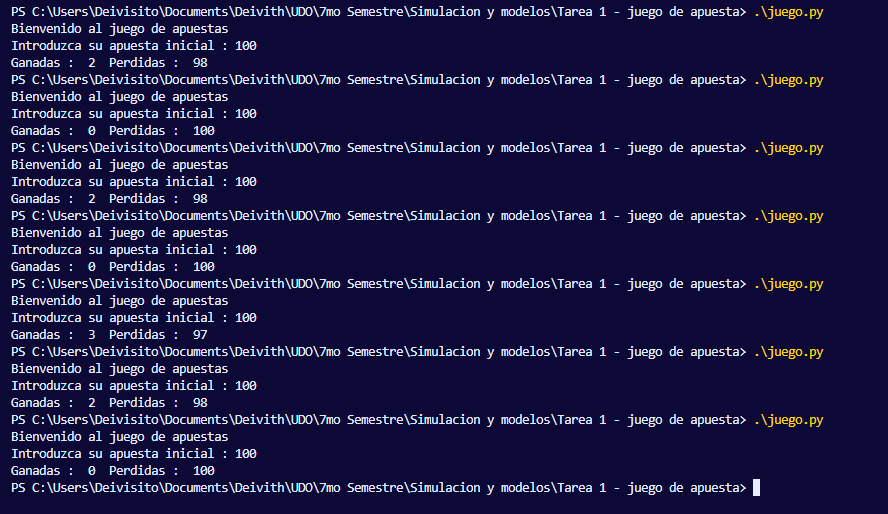 PS C:\Users\Deivisito\Documents\Deivith\UDO\7mo Semestre\Simulacion y modelos\Tarea 1 - juego de apuesta> .\juego.py
Bienvenido al juego de apuestas
Introduzca su apuesta inicial : 100
Ganadas :  2  Perdidas :  98
PS C:\Users\Deivisito\Documents\Deivith\UDO\7mo Semestre\Simulacion y modelos\Tarea 1 - juego de apuesta> .\juego.py
Bienvenido al juego de apuestas
Introduzca su apuesta inicial : 100
Ganadas :  0  Perdidas :  100
PS C:\Users\Deivisito\Documents\Deivith\UDO\7mo Semestre\Simulacion y modelos\Tarea 1 - juego de apuesta> .\juego.py
Bienvenido al juego de apuestas
Introduzca su apuesta inicial : 100
Ganadas :  2  Perdidas :  98
PS C:\Users\Deivisito\Documents\Deivith\UDO\7mo Semestre\Simulacion y modelos\Tarea 1 - juego de apuesta> .\juego.py
Bienvenido al juego de apuestas
Introduzca su apuesta inicial : 100
Ganadas :  0  Perdidas :  100
PS C:\Users\Deivisito\Documents\Deivith\UDO\7mo Semestre\Simulacion y modelos\Tarea 1 - juego de apuesta> .\juego.py
Bienvenido al juego de apuestas
Introduzca su apuesta inicial : 100
Ganadas :  3  Perdidas :  97
PS C:\Users\Deivisito\Documents\Deivith\UDO\7mo Semestre\Simulacion y modelos\Tarea 1 - juego de apuesta> .\juego.py
Bienvenido al juego de apuestas
Introduzca su apuesta inicial : 100
Ganadas :  2  Perdidas :  98
PS C:\Users\Deivisito\Documents\Deivith\UDO\7mo Semestre\Simulacion y modelos\Tarea 1 - juego de apuesta> .\juego.py
Bienvenido al juego de apuestas
Introduzca su apuesta inicial : 100
Ganadas :  0  Perdidas :  100
PS C:\Users\Deivisito\Documents\Deivith\UDO\7mo Semestre\Simulacion y modelos\Tarea 1 - juego de apuesta>